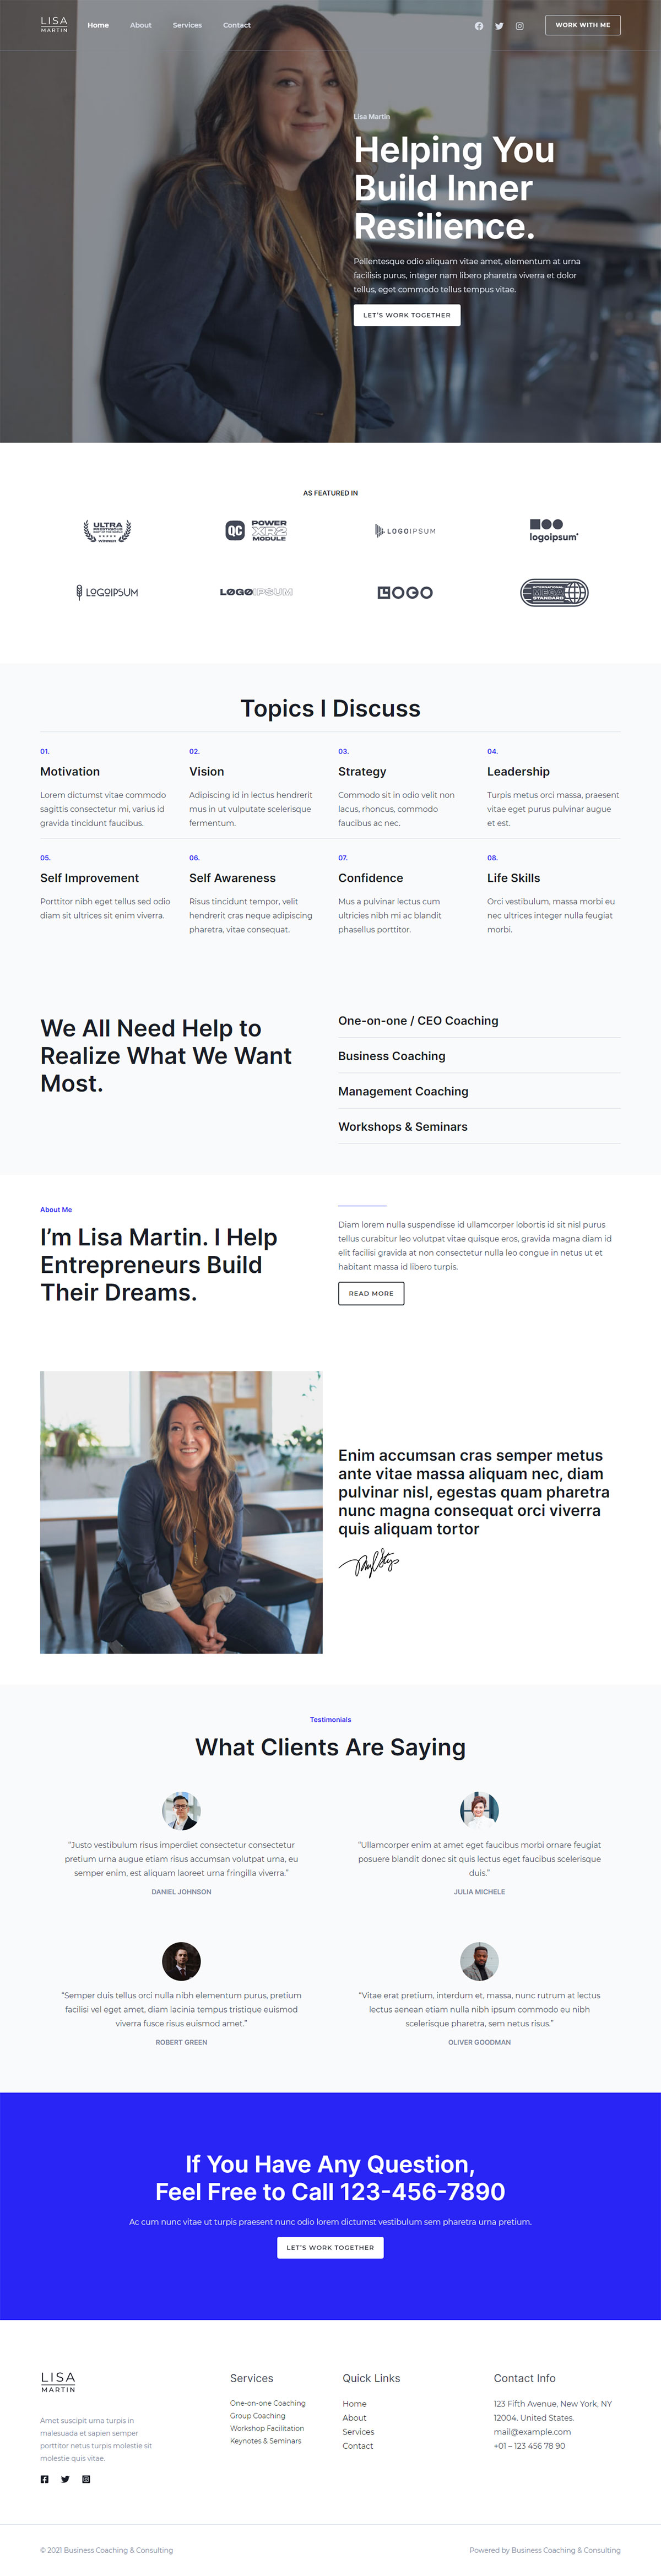 LISA
MARTIN
Home About Services Contact
WORK WITH ME
Lisa Martin
Helping You
Build Inner
Resilience.
Pellentesque odio aliquam vitae amet, elementum at urna
facilisis purus, integer nam libero pharetra viverra et dolor
tellus, eget commodo tellus tempus vitae.
LET'S WORK TOGETHER
AS FEATURED IN
ULTRA
PRESTIGIOUS
WINNER
QC POWER
XR2
MODULE
LOGOIPSUM
logoipsum
LOGOIPSUM
LOGOIPSUM
LOGO
INTERNATIONAL
MEGA
STANDARD
Topics I Discuss
01.
Motivation
Lorem dictumst vitae commodo
sagittis consectetur mi, varius id
gravida tincidunt faucibus.
02.
Vision
Adipiscing id in lectus hendrerit
mus in ut vulputate scelerisque
fermentum.
03.
Strategy
Commodo sit in odio velit non
lacus, rhoncus, commodo
faucibus ac nec.
04.
Leadership
Turpis metus orci massa, praesent
vitae eget purus pulvinar augue
et est.
05.
Self Improvement
Porttitor nibh eget tellus sed odio
diam sit ultrices sit enim viverra.
06.
Self Awareness
Risus tincidunt tempor, velit
hendrerit cras neque adipiscing
pharetra, vitae consequat.
07.
Confidence
Mus a pulvinar lectus cum
ultricies nibh mi ac blandit
phasellus porttitor.
08.
Life Skills
Orci vestibulum, massa morbi eu
nec ultrices integer nulla feugiat
morbi.
We All Need Help to
Realize What We Want
Most.
One-on-one / CEO Coaching
Business Coaching
Management Coaching
Workshops & Seminars
About Me
I'm Lisa Martin. I Help
Entrepreneurs Build
Their Dreams.
Diam lorem nulla suspendisse id ullamcorper lobortis id sit nisl purus
tellus curabitur leo volutpat vitae quisque eros, gravida magna diam id
elit facilisi gravida at non consectetur nulla leo congue in netus ut et
habitant massa id libero turpis.
READ MORE
Enim accumsan cras semper metus
ante vitae massa aliquam nec, diam
pulvinar nisl, egestas quam pharetra
nunc magna consequat orci viverra
quis aliquam tortor
Testimonials
What Clients Are Saying
"Justo vestibulum risus imperdiet consectetur consectetur
pretium urna augue etiam risus accumsan volutpat urna, eu
semper enim, est aliquam laoreet urna fringilla viverra."
DANIEL JOHNSON
"Ullamcorper enim at amet eget faucibus morbi ornare feugiat
posuere blandit donec sit quis lectus eget faucibus scelerisque
duis."
JULIA MICHELE
"Semper duis tellus orci nulla nibh elementum purus, pretium
facilisi vel eget amet, diam lacinia tempus tristique euismod
viverra fusce risus euismod amet."
ROBERT GREEN
"Vitae erat pretium, interdum et, massa, nunc rutrum at lectus
lectus aenean etiam nulla nibh ipsum commodo eu nibh
scelerisque pharetra, sem netus risus."
OLIVER GOODMAN
If You Have Any Question,
Feel Free to Call 123-456-7890
Ac cum nunc vitae ut turpis praesent nunc odio lorem dictumst vestibulum sem pharetra urna pretium.
LET'S WORK TOGETHER
LISA
MARTIN
Amet suscipit urna turpis in
malesuada et sapien semper
porttitor netus turpis molestie sit
molestie quis vitae.
Services
One-on-one Coaching
Group Coaching
Workshop Facilitation
Keynotes & Seminars
Quick Links
Home
About
Services
Contact
Contact Info
123 Fifth Avenue, New York, NY
12004. United States.
mail@example.com
+01 – 123 456 78 90
© 2021 Business Coaching & Consulting
Powered by Business Coaching & Consulting